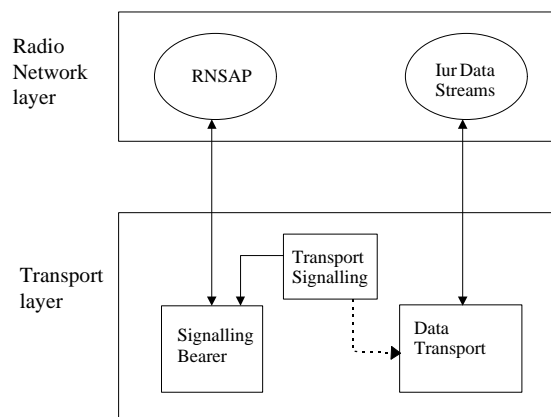 Radio
Network
layer
RNSAP
Iur Data
Streams
Transport
layer
Transport
Signalling
Signalling
Bearer
Data
Transport